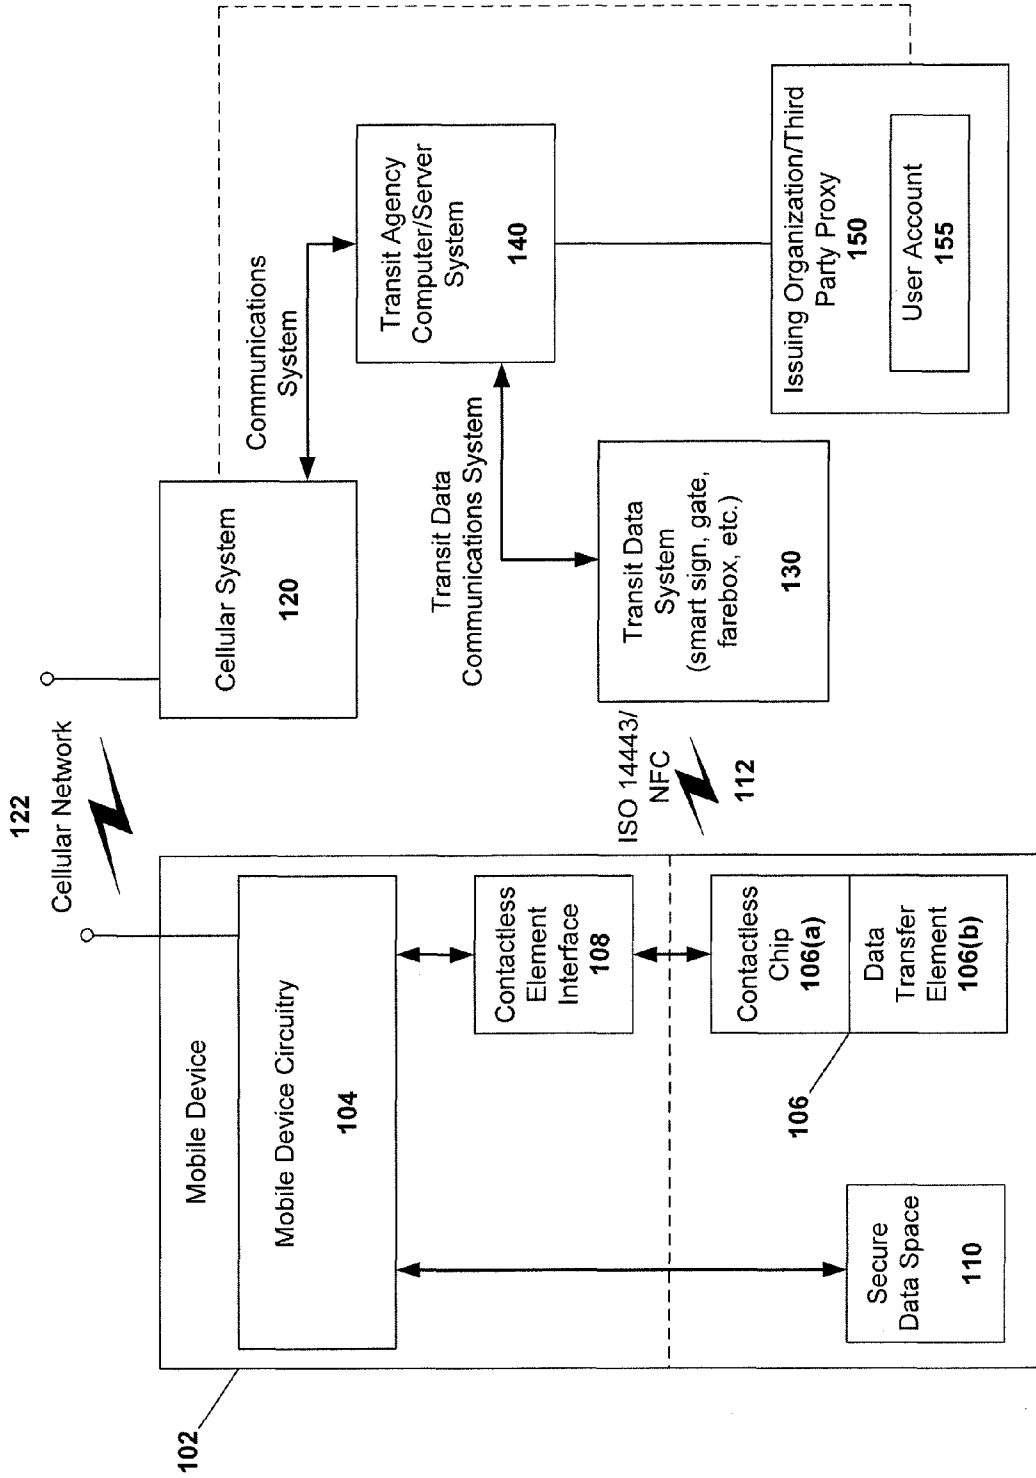 122
Cellular Network
102
Mobile Device
Mobile Device Circuitry
104
Contactless
Element
Interface
108
Contactless
Chip
106(a)
Data
Transfer
Element
106(b)
106
Secure
Data Space
110
ISO 14443/
NFC
112
Cellular System
120
Communications
System
Transit Agency
Computer/Server
System
140
Transit Data
Communications System
Transit Data
System
(smart sign, gate,
farebox, etc.)
130
Issuing Organization/Third
Party Proxy
150
User Account
155